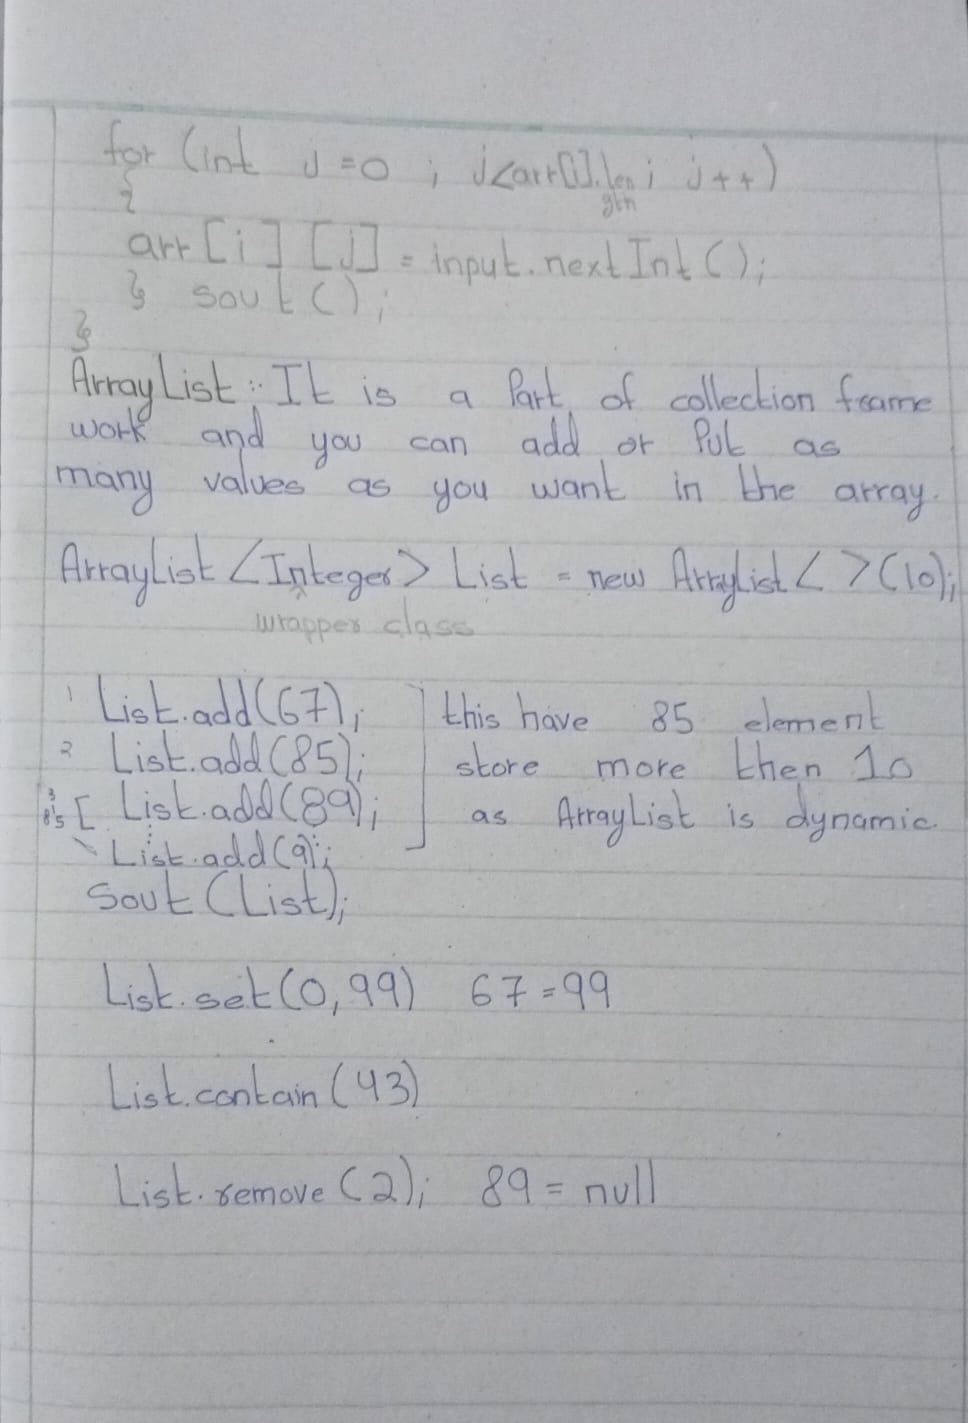 for (int j=0 ; j<arr[i].length ; j++)
{
arr[i][j] = input.nextInt();
} sout();
}
ArrayList :- It is a Part of collection frame
work and you can add or Put as
many values as you want in the array.
ArrayList <Integer> List = new ArrayList < >(10);
wrapper class
1 List.add(67); this have 85 element
2 List.add(85); store more then 10
3 85 [ List.add(89); as ArrayList is dynamic.
List.add(9);
Sout (List);
List.set(0,99) 67=99
List.contain (43)
List.remove (2); 89 = null